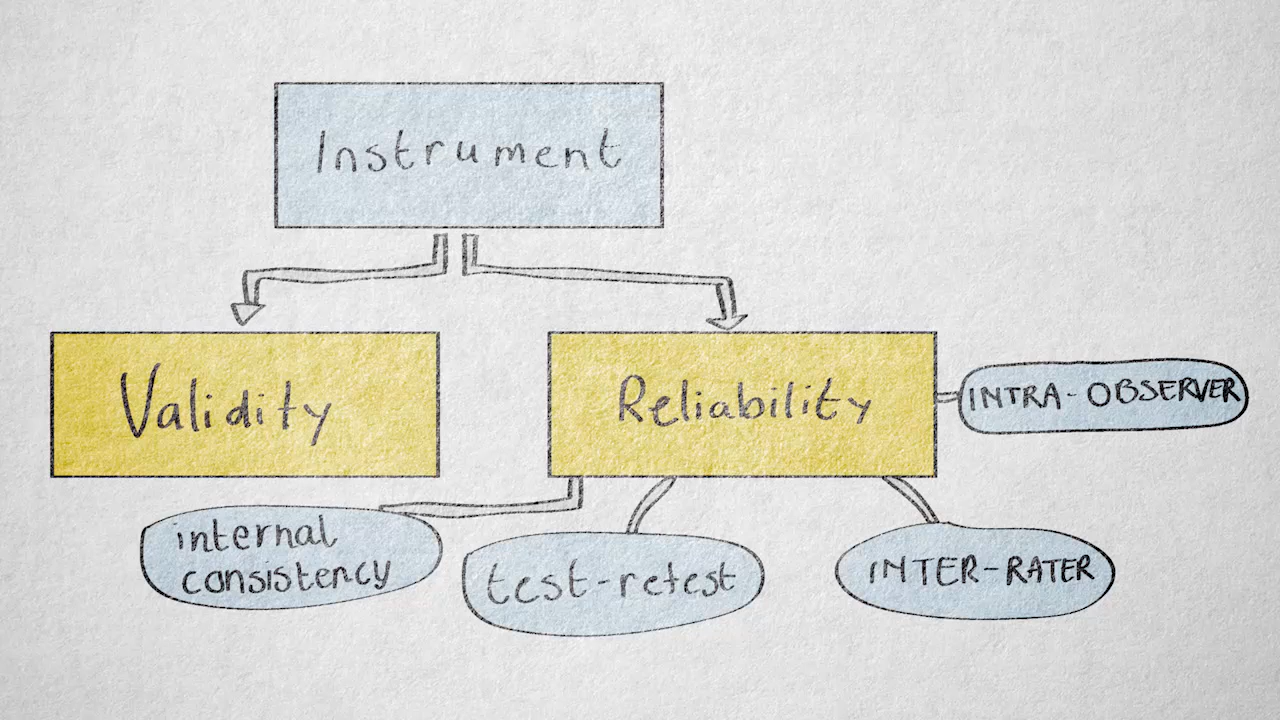 Instrument
Validity
Reliability
INTRA-OBSERVER
internal
consistency
test-retest
INTER-RATER